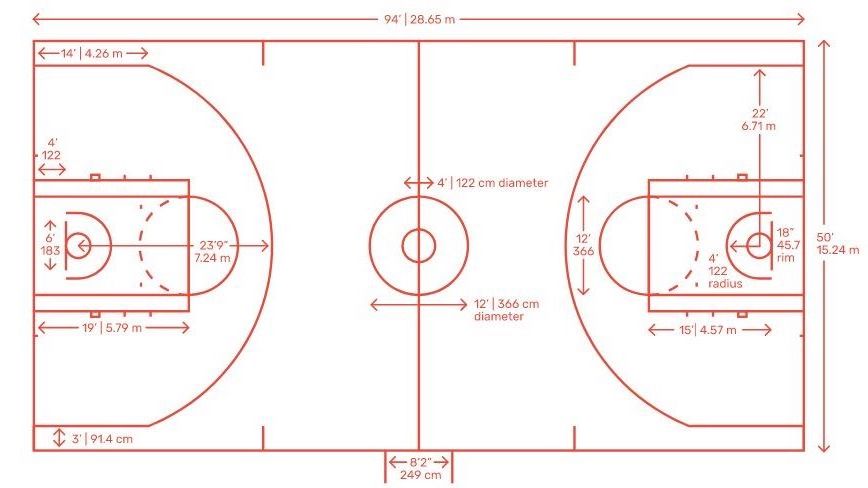 94' | 28.65 m
14' | 4.26 m
22'
6.71 m
4'
122
4' | 122 cm diameter
6'
183
23'9"
7.24 m
12'
366
18"
45.7
rim
50'
15.24 m
4'
122
radius
12' | 366 cm
diameter
19' | 5.79 m
15' | 4.57 m
3' | 91.4 cm
8'2"
249 cm